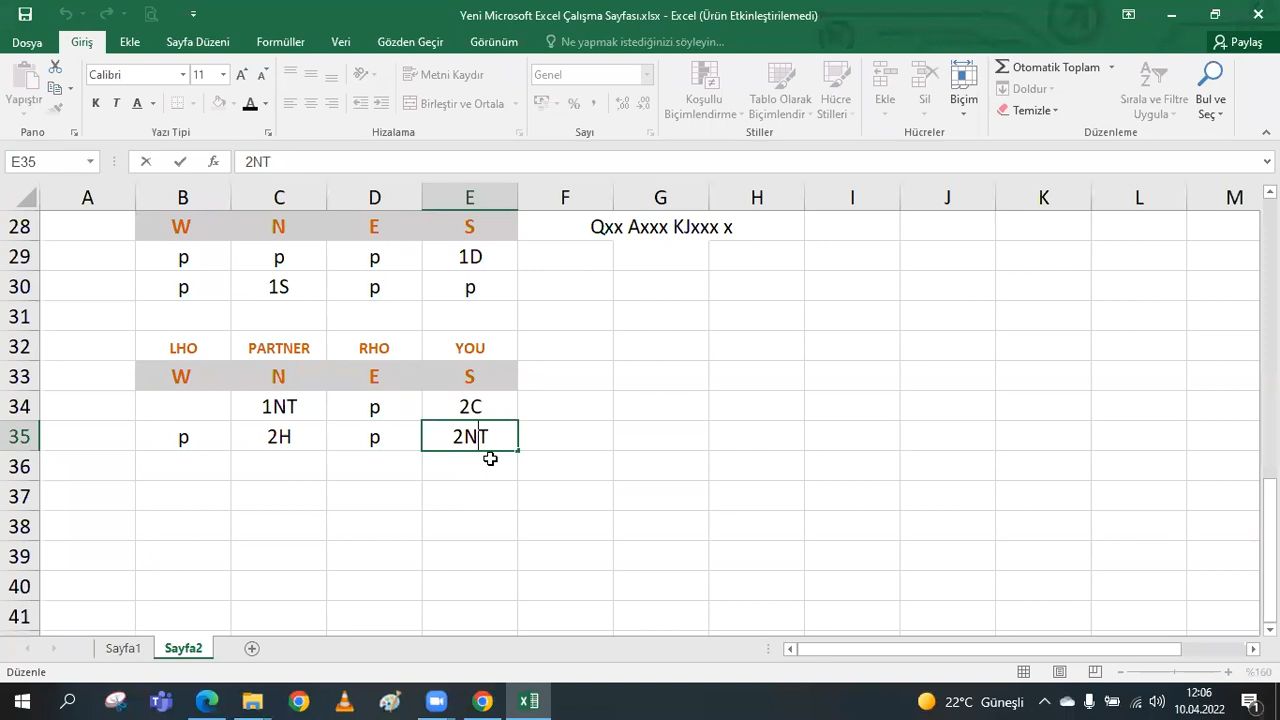 Yeni Microsoft Excel Çalışma Sayfası.xlsx - Excel (Ürün Etkinleştirilemedi)
Dosya Giriş Ekle Sayfa Düzeni Formüller Veri Gözden Geçir Görünüm Ne yapmak istediğinizi söyleyin... Paylaş
Yapıştır Calibri 11 Metni Kaydır Genel Koşullu Biçimlendirme Tablo Olarak Biçimlendir Hücre Stilleri Ekle Sil Biçim Otomatik Toplam Sırala ve Filtre Uygula Bul ve Seç
Doldur
K T A A Birleştir ve Ortala Temizle
Pano Yazı Tipi Hizalama Sayı Stiller Hücreler Düzenleme
E35 fx 2NT
A B C D E F G H I J K L M
28 W N E S Qxx Axxx KJxxx x
29 p p p 1D
30 p 1S p p
31
32 LHO PARTNER RHO YOU
33 W N E S
34 1NT p 2C
35 p 2H p 2NT
36
37
38
39
40
41
Sayfa1 Sayfa2
Düzenle %160
22°C Güneşli 12:06
10.04.2022 1